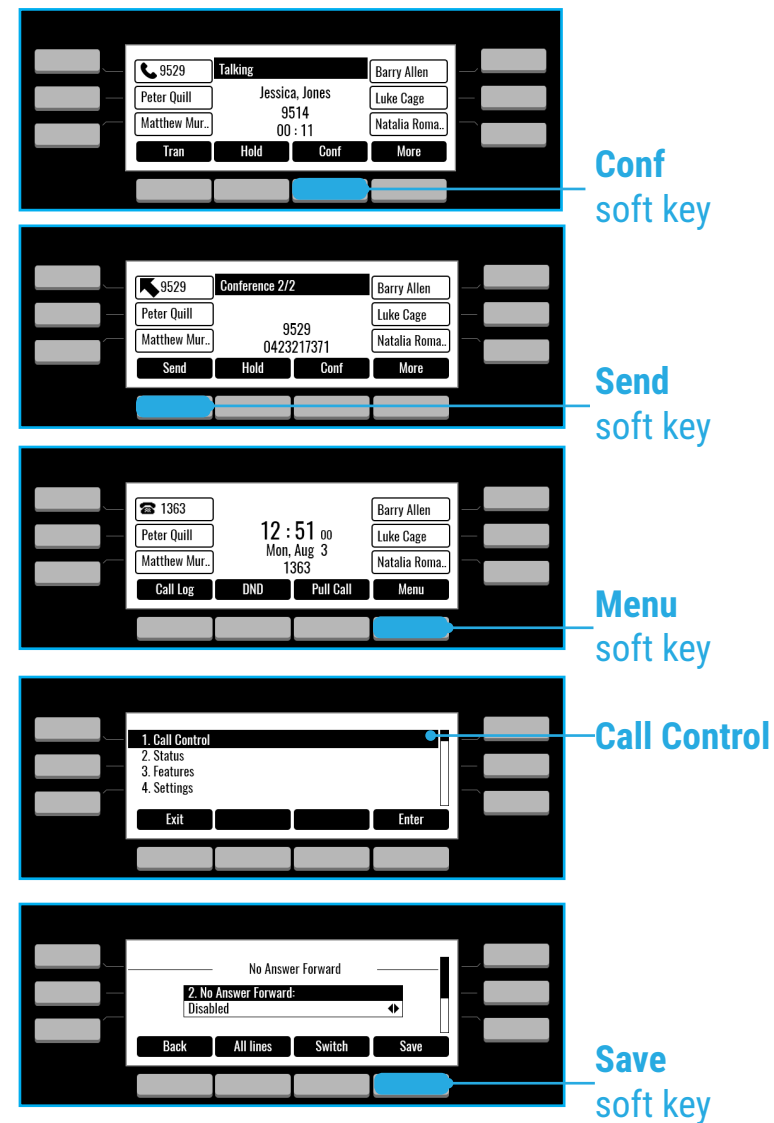 9529
Talking
Barry Allen
Peter Quill
Jessica, Jones
Luke Cage
9514
Matthew Mur..
00 : 11
Natalia Roma..
Tran
Hold
Conf
More
Conf
soft key
9529
Conference 2/2
Barry Allen
Peter Quill
Luke Cage
9529
Matthew Mur..
0423217371
Natalia Roma..
Send
Hold
Conf
More
Send
soft key
1363
12 : 51 00
Barry Allen
Peter Quill
Mon, Aug 3
Luke Cage
Matthew Mur..
1363
Natalia Roma..
Call Log
DND
Pull Call
Menu
Menu
soft key
1. Call Control
2. Status
3. Features
4. Settings
Exit
Enter
Call Control
No Answer Forward
2. No Answer Forward:
Disabled
Back
All lines
Switch
Save
Save
soft key